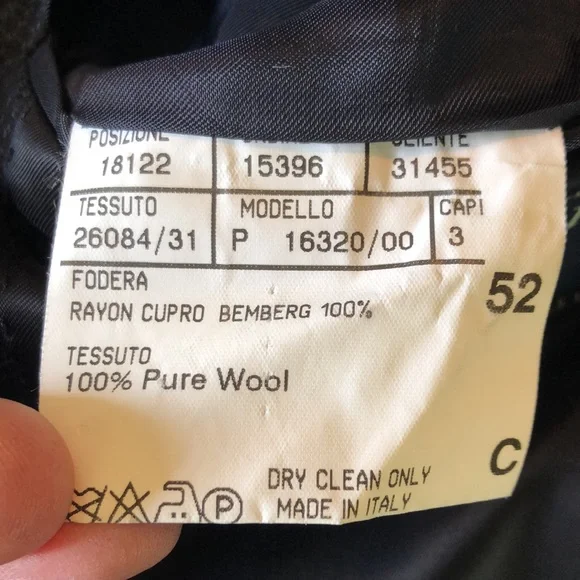 POSIZIONE CLIENTE
18122 15396 31455
TESSUTO MODELLO CAPI
26084/31 P 16320/00 3
FODERA 52
RAYON CUPRO BEMBERG 100%
TESSUTO
100% Pure Wool
C
DRY CLEAN ONLY
P MADE IN ITALY